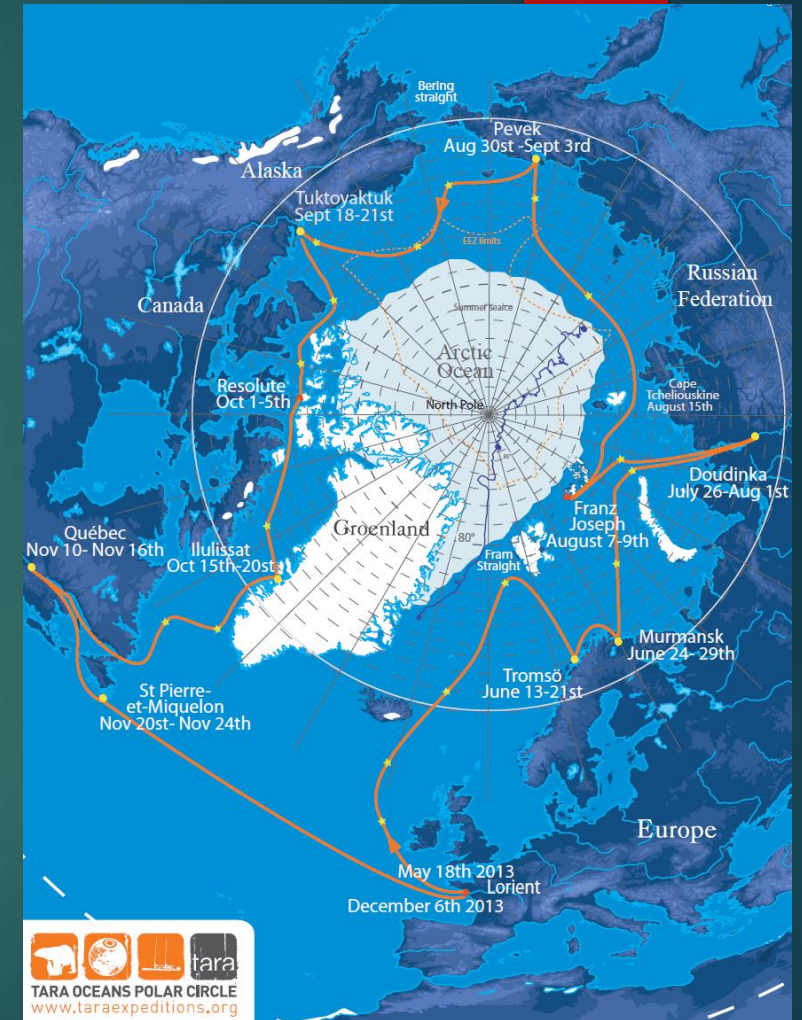 Bering
straight
Pevek
Aug 30st -Sept 3rd
Alaska
Tuktoyaktuk
Sept 18-21st
EEZ limits
Russian
Federation
Canada
Summer seaice
Arctic
Ocean
Resolute
Oct 1-5th
North Pole
Cape
Tcheliouskine
August 15th
Doudinka
July 26-Aug 1st
Franz
Joseph
August 7-9th
Groenland
80°
Fram
Straight
Québec
Nov 10- Nov 16th
Ilulissat
Oct 15th-20st
Murmansk
June 24- 29th
Tromsö
June 13-21st
St Pierre-
et-Miquelon
Nov 20st- Nov 24th
Europe
May 18th 2013
Lorient
December 6th 2013
tara
TARA OCEANS POLAR CIRCLE
www.taraexpeditions.org